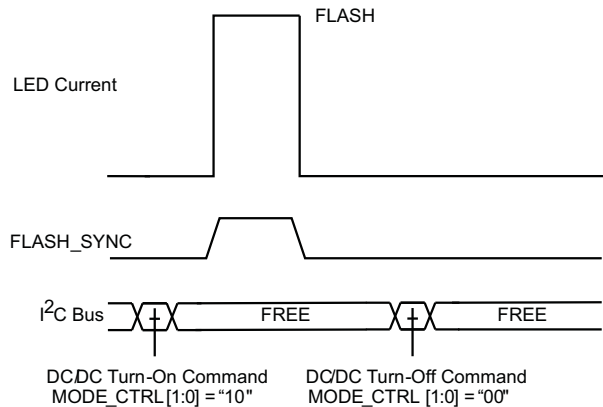 FLASH
LED Current
FLASH_SYNC
I2C Bus
FREE
FREE
DC/DC Turn-On Command
MODE_CTRL [1:0] = “10"
DC/DC Turn-Off Command
MODE_CTRL [1:0] = “00"